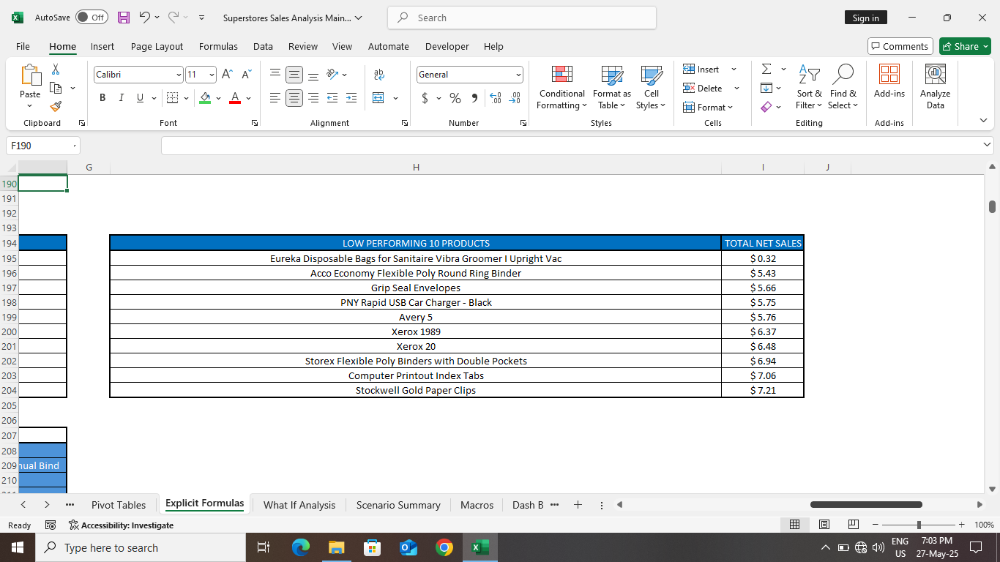 AutoSave Off Superstores Sales Analysis Main... Search Sign in
File Home Insert Page Layout Formulas Data Review View Automate Developer Help Comments Share
Paste Calibri 11 A A ab General Insert
B I U A $ % Conditional Formatting Format as Table Cell Styles Delete Sort & Filter Find & Select Add-ins Analyze Data
Format
Clipboard Font Alignment Number Styles Cells Editing Add-ins
F190
G H I J
190
191
192
193
194 LOW PERFORMING 10 PRODUCTS TOTAL NET SALES
195 Eureka Disposable Bags for Sanitaire Vibra Groomer I Upright Vac $ 0.32
196 Acco Economy Flexible Poly Round Ring Binder $ 5.43
197 Grip Seal Envelopes $ 5.66
198 PNY Rapid USB Car Charger - Black $ 5.75
199 Avery 5 $ 5.76
200 Xerox 1989 $ 6.37
201 Xerox 20 $ 6.48
202 Storex Flexible Poly Binders with Double Pockets $ 6.94
203 Computer Printout Index Tabs $ 7.06
204 Stockwell Gold Paper Clips $ 7.21
205
206
207
208
209 nual Bind
210
Pivot Tables Explicit Formulas What If Analysis Scenario Summary Macros Dash B ...
Ready Accessibility: Investigate 100%
Type here to search ENG 7:03 PM
US 27-May-25